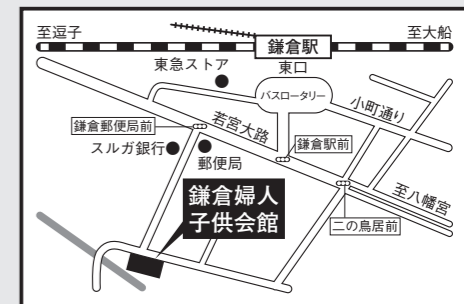 至逗子
至大船
鎌倉駅
東口
東急ストア
バスロータリー
小町通り
若宮大路
鎌倉郵便局前
鎌倉駅前
スルガ銀行
郵便局
至八幡宮
鎌倉婦人
子供会館
二の鳥居前